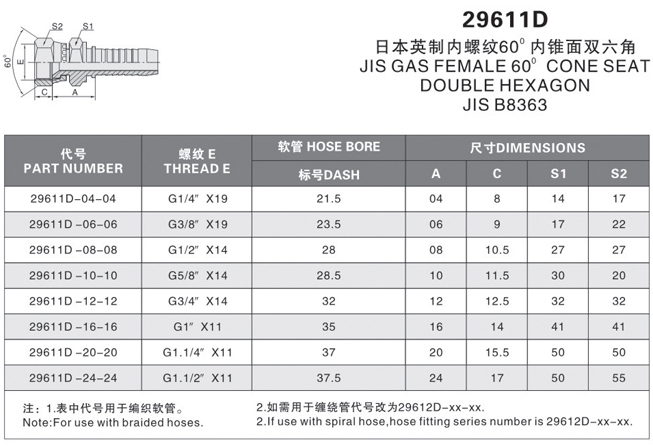 S2 S1
60°
E
C A
29611D
日本英制内螺纹60⁰ 内锥面双六角
JIS GAS FEMALE 60⁰ CONE SEAT
DOUBLE HEXAGON
JIS B8363
代号 螺纹 E 软管 HOSE BORE 尺寸DIMENSIONS
PART NUMBER THREAD E 标号DASH A C S1 S2
29611D-04-04 G1/4″ X19 21.5 04 8 14 17
29611D -06-06 G3/8″ X19 23.5 06 9 17 22
29611D -08-08 G1/2″ X14 28 08 10.5 27 27
29611D -10-10 G5/8″ X14 28.5 10 11.5 30 20
29611D -12-12 G3/4″ X14 32 12 12.5 32 32
29611D -16-16 G1″ X11 35 16 14 41 41
29611D -20-20 G1.1/4″ X11 37 20 15.5 50 50
29611D -24-24 G1.1/2″ X11 37.5 24 17 50 55
注：1.表中代号用于编织软管。 2.如需用于缠绕管代号改为29612D-xx-xx.
Note:For use with braided hoses. 2.If use with spiral hose,hose fitting series number is 29612D-xx-xx.